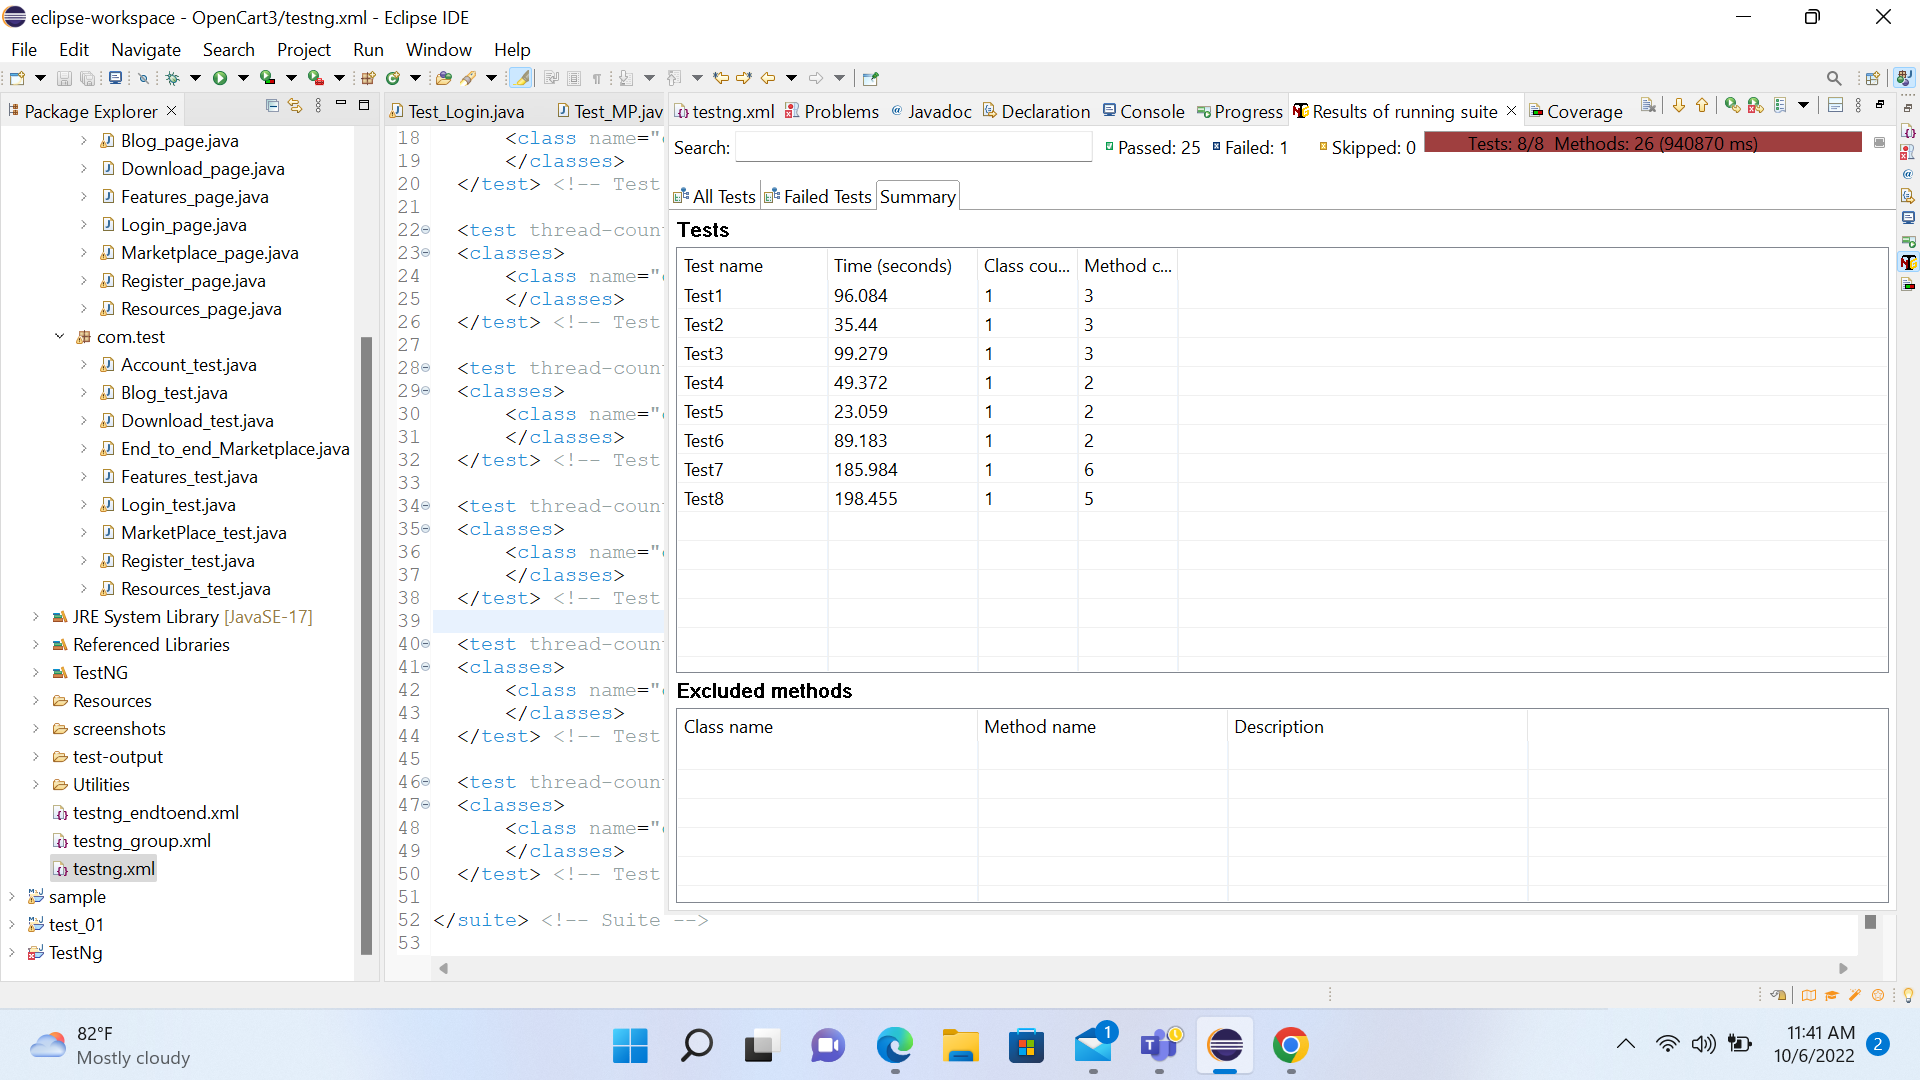 eclipse-workspace - OpenCart3/testng.xml - Eclipse IDE
File Edit Navigate Search Project Run Window Help
Package Explorer
Blog_page.java
Download_page.java
Features_page.java
Login_page.java
Marketplace_page.java
Register_page.java
Resources_page.java
com.test
Account_test.java
Blog_test.java
Download_test.java
End_to_end_Marketplace.java
Features_test.java
Login_test.java
MarketPlace_test.java
Register_test.java
Resources_test.java
JRE System Library [JavaSE-17]
Referenced Libraries
TestNG
Resources
screenshots
test-output
Utilities
testng_endtoend.xml
testng_group.xml
testng.xml
sample
test_01
TestNg
Test_Login.java Test_MP.jav testng.xml Problems Javadoc Declaration Console Progress Results of running suite Coverage
18 <class name="
19 </classes>
20 </test> <!-- Test
21
22 <test thread-coun
23 <classes>
24 <class name="
25 </classes>
26 </test> <!-- Test
27
28 <test thread-coun
29 <classes>
30 <class name="
31 </classes>
32 </test> <!-- Test
33
34 <test thread-coun
35 <classes>
36 <class name="
37 </classes>
38 </test> <!-- Test
39
40 <test thread-coun
41 <classes>
42 <class name="
43 </classes>
44 </test> <!-- Test
45
46 <test thread-coun
47 <classes>
48 <class name="
49 </classes>
50 </test> <!-- Test
51
52 </suite> <!-- Suite -->
53
Search: Passed: 25 Failed: 1 Skipped: 0 Tests: 8/8 Methods: 26 (940870 ms)
All Tests Failed Tests Summary
Tests
Test name Time (seconds) Class cou... Method c...
Test1 96.084 1 3
Test2 35.44 1 3
Test3 99.279 1 3
Test4 49.372 1 2
Test5 23.059 1 2
Test6 89.183 1 2
Test7 185.984 1 6
Test8 198.455 1 5
Excluded methods
Class name Method name Description
82°F
Mostly cloudy
1
11:41 AM
10/6/2022
2